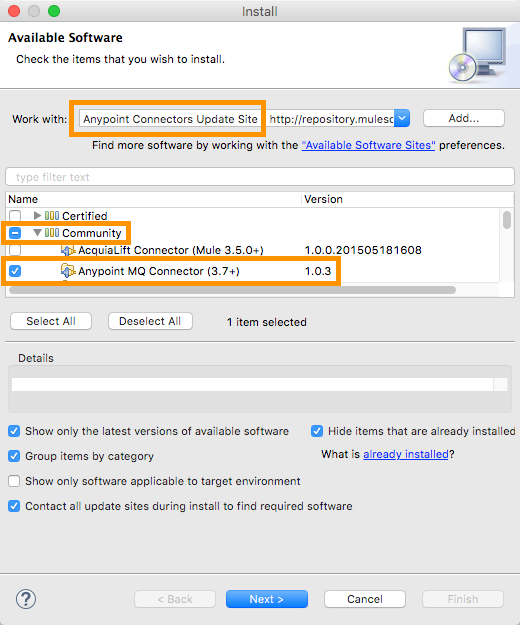 Install
Available Software
Check the items that you wish to install.
Work with: Anypoint Connectors Update Site http://repository.mulesc Add...
Find more software by working with the "Available Software Sites" preferences.
type filter text
Name Version
Certified
Community
AcquiaLift Connector (Mule 3.5.0+) 1.0.0.201505181608
Anypoint MQ Connector (3.7+) 1.0.3
Select All Deselect All 1 item selected
Details
Show only the latest versions of available software Hide items that are already installed
Group items by category What is already installed?
Show only software applicable to target environment
Contact all update sites during install to find required software
? < Back Next > Cancel Finish